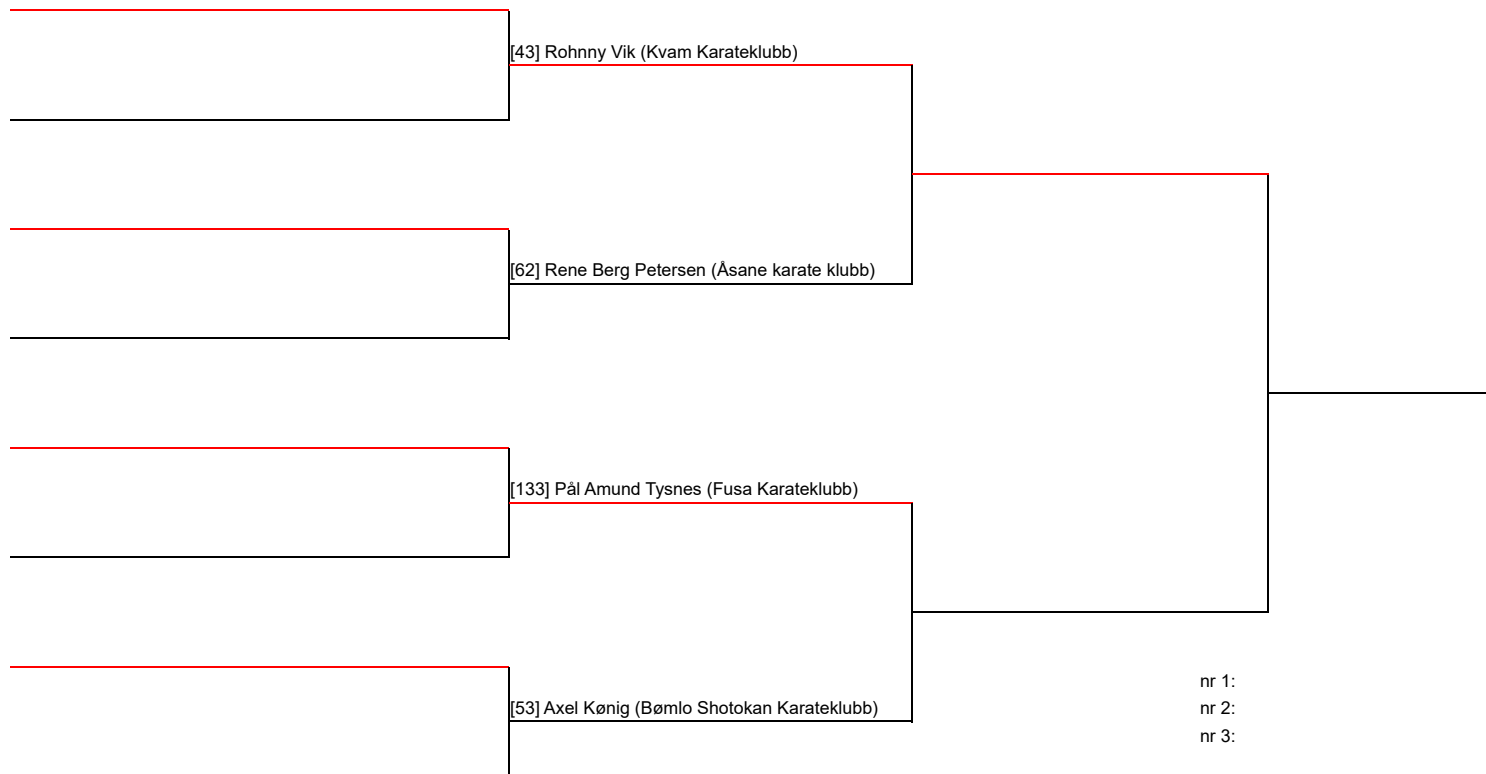 [43] Rohnny Vik (Kvam Karateklubb)
[62] Rene Berg Petersen (Åsane karate klubb)
[133] Pål Amund Tysnes (Fusa Karateklubb)
[53] Axel Kønig (Bømlo Shotokan Karateklubb)
nr 1:
nr 2:
nr 3: